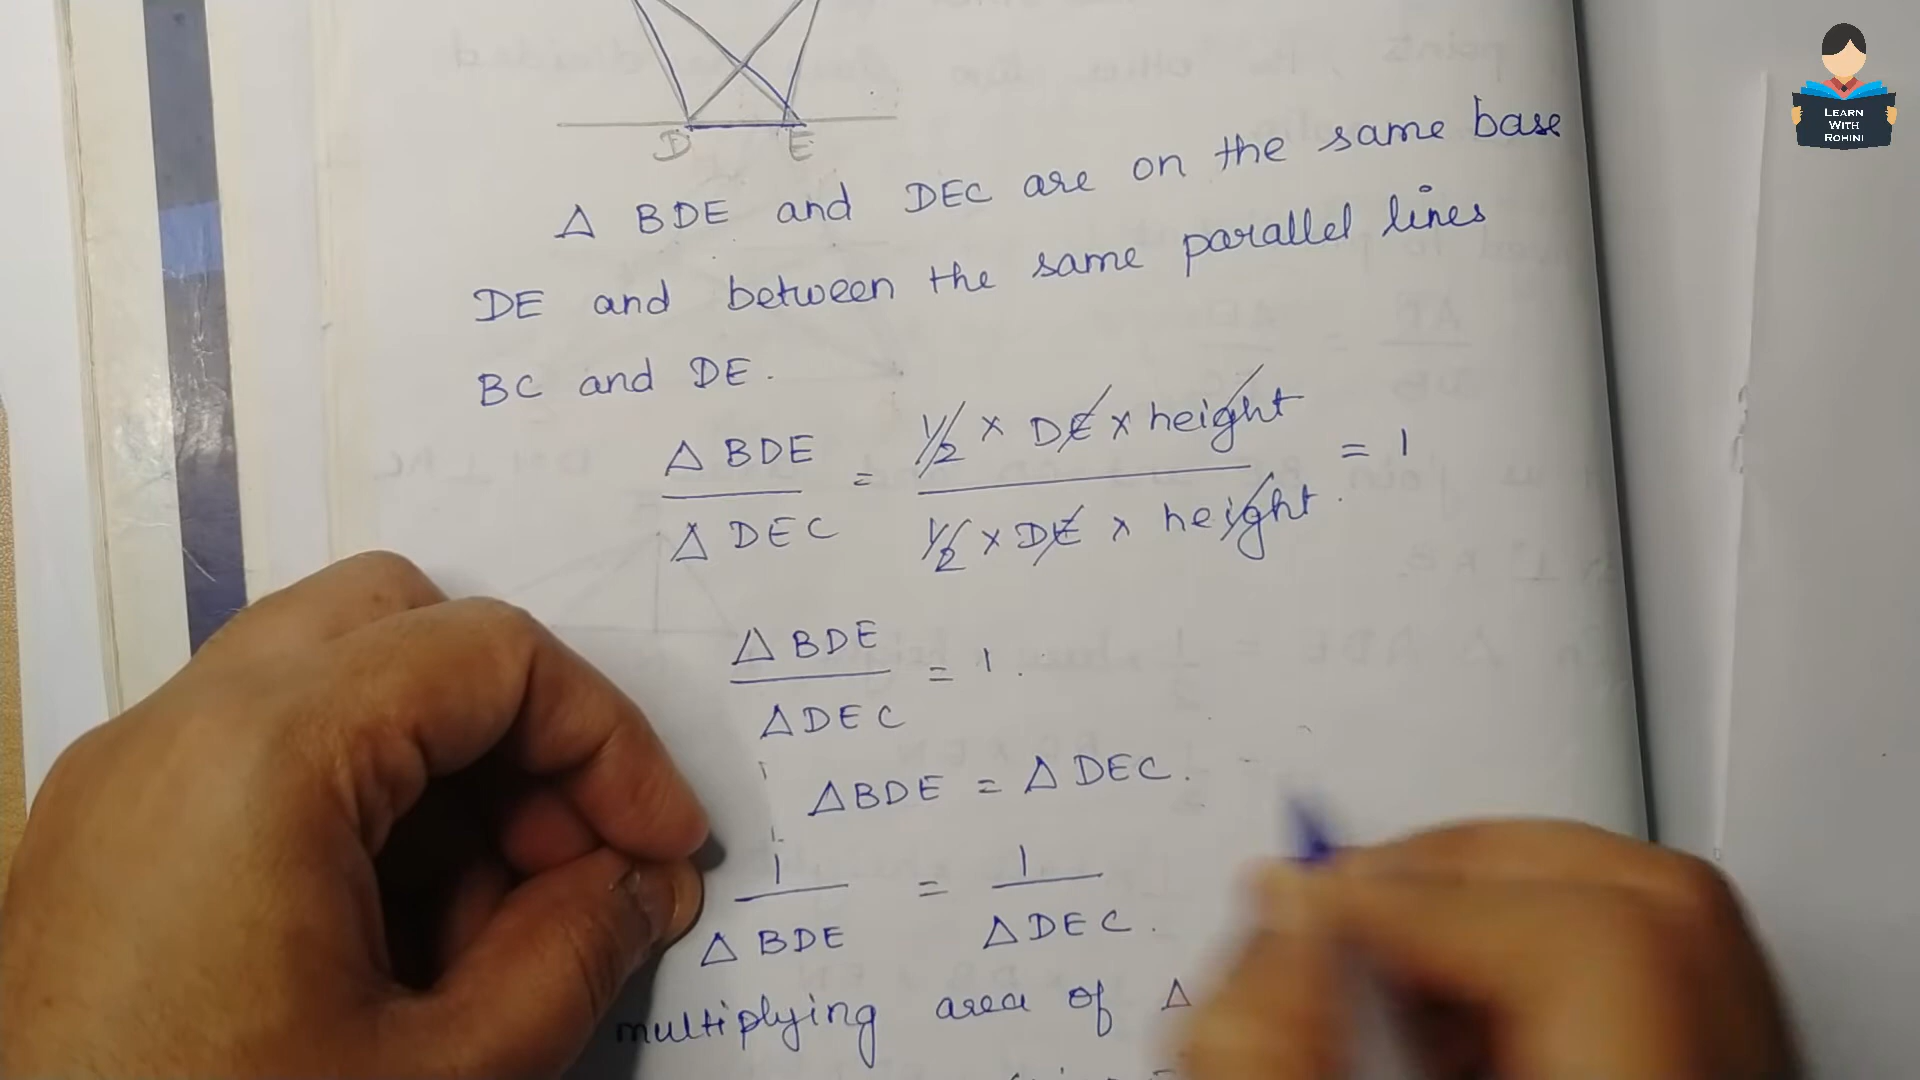 LEARN
WITH
ROHINI
D E
Δ BDE and DEC are on the same base
DE and between the same parallel lines
BC and DE.
Δ BDE / Δ DEC = 1/2 × DE × height / 1/2 × DE × height = 1
Δ BDE / Δ DEC = 1.
Δ BDE = Δ DEC.
1 / Δ BDE = 1 / Δ DEC.
multiplying area of Δ